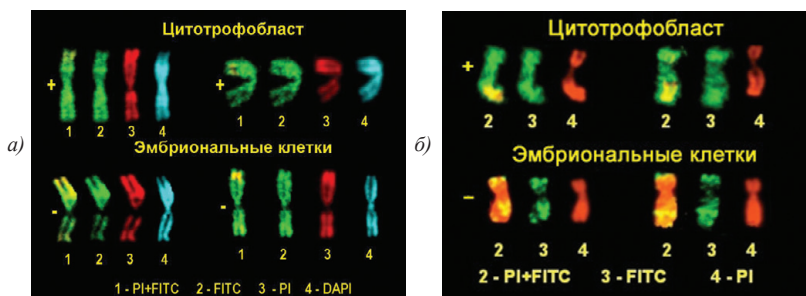 Цитотрофобласт
+ +
1 2 3 4 1 2 3 4
а)
Эмбриональные клетки
- -
1 2 3 4 1 2 3 4
1 - PI+FITC 2 - FITC 3 - PI 4 - DAPI
Цитотрофобласт
+
2 3 4 2 3 4
б)
Эмбриональные клетки
–
2 3 4 2 3 4
2 - PI+FITC 3 - FITC 4 - PI